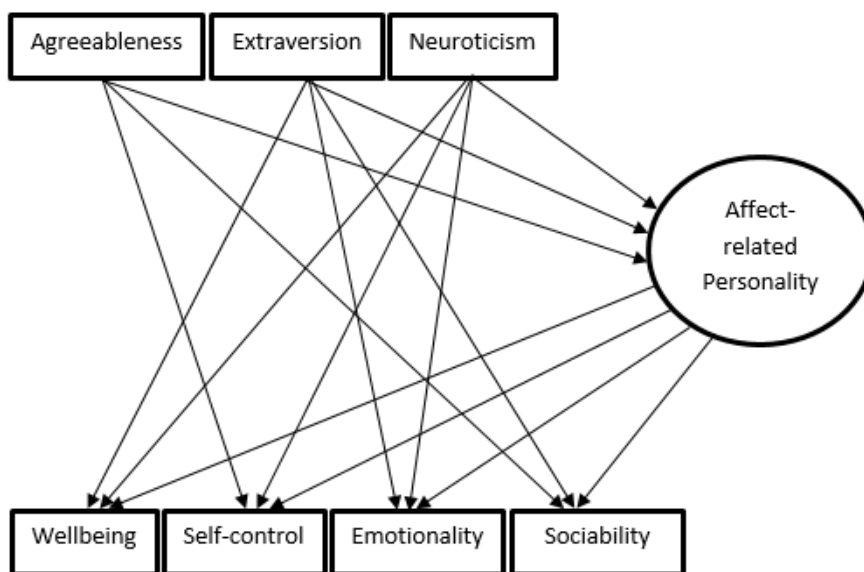 Agreeableness
Extraversion
Neuroticism
Affect-
related
Personality
Wellbeing
Self-control
Emotionality
Sociability